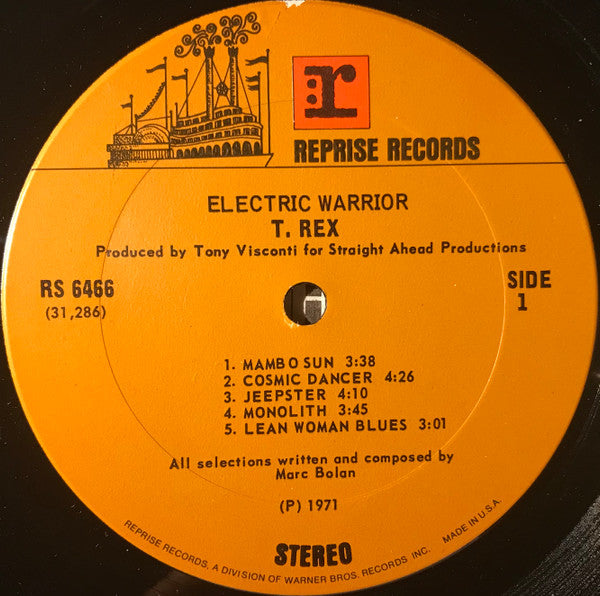 r
REPRISE RECORDS
ELECTRIC WARRIOR
T. REX
Produced by Tony Visconti for Straight Ahead Productions
RS 6466
(31,286)
SIDE
1
1. MAMBO SUN 3:38
2. COSMIC DANCER 4:26
3. JEEPSTER 4:10
4. MONOLITH 3:45
5. LEAN WOMAN BLUES 3:01
All selections written and composed by
Marc Bolan
(P) 1971
STEREO
REPRISE RECORDS, A DIVISION OF WARNER BROS. RECORDS INC. MADE IN U.S.A.